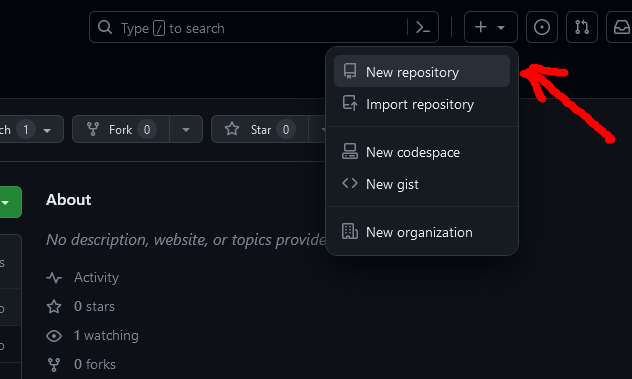 Type / to search
New repository
Import repository
New codespace
New gist
New organization
ch 1
Fork 0
Star 0
About
No description, website, or topics provide
Activity
0 stars
1 watching
0 forks